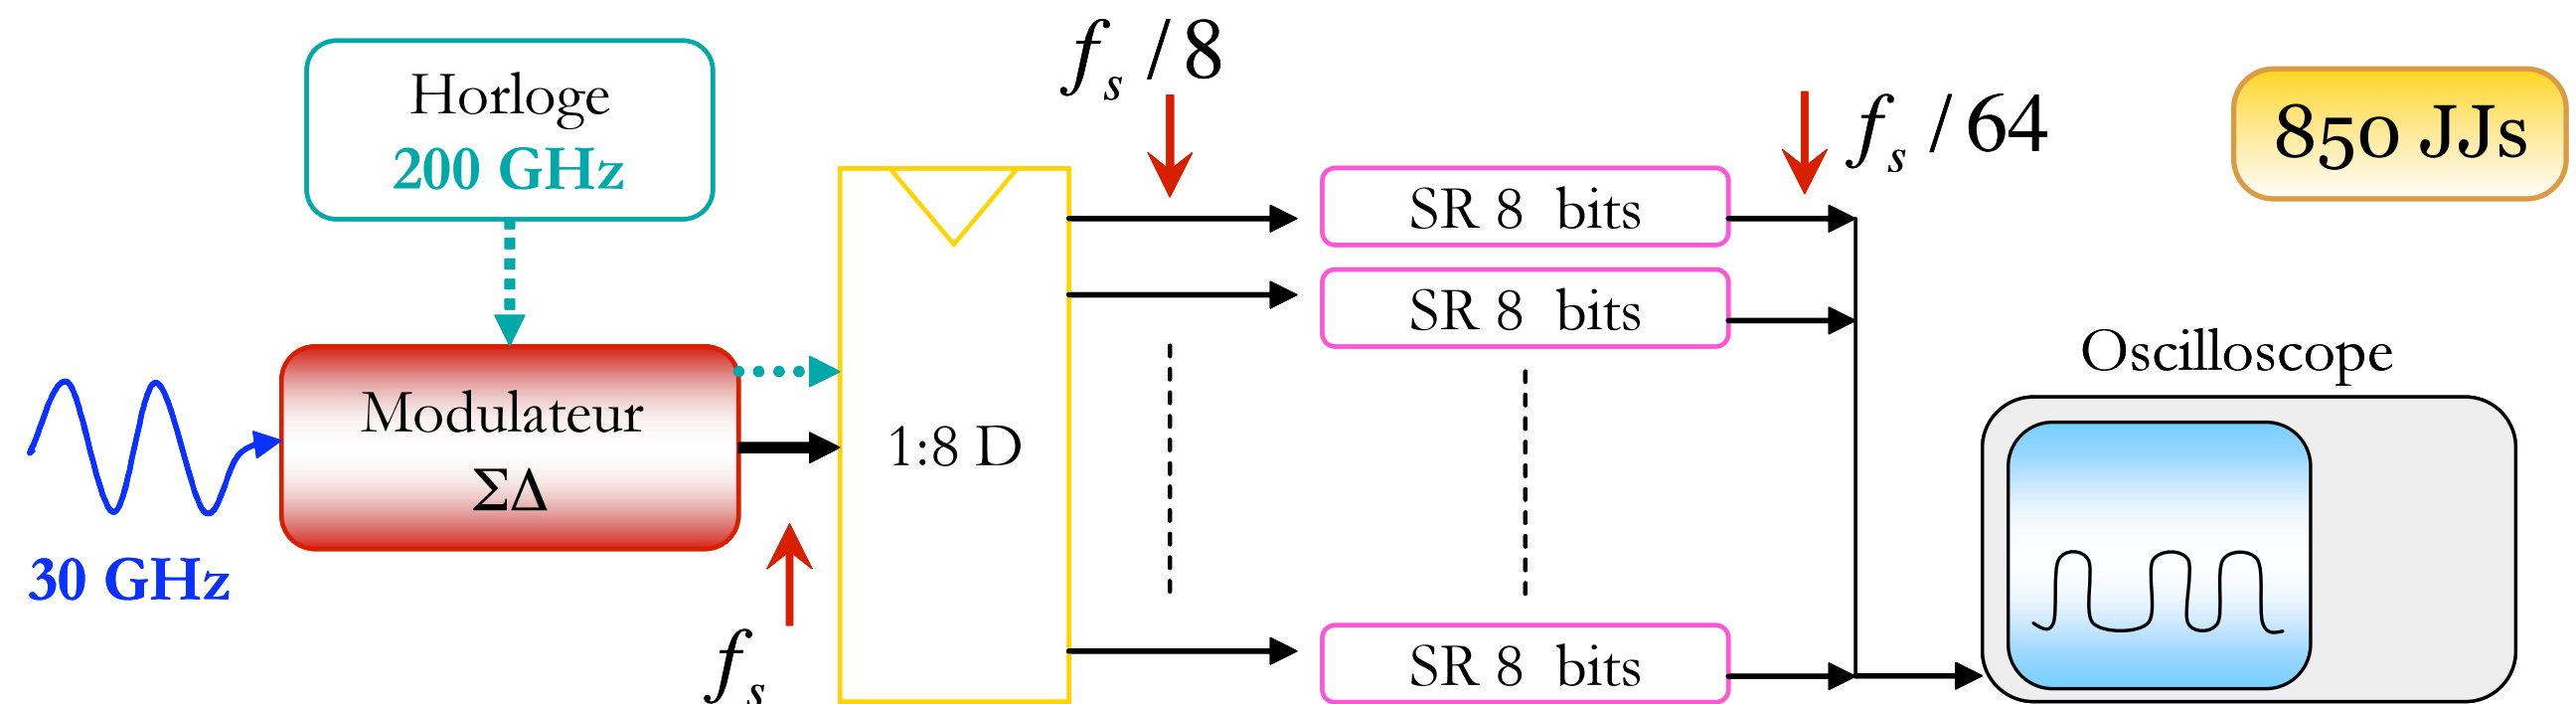 Horloge
200 GHz
f_s / 8
f_s / 64
850 JJs
SR 8 bits
SR 8 bits
Oscilloscope
Modulateur
ΣΔ
1:8 D
30 GHz
f_s
SR 8 bits